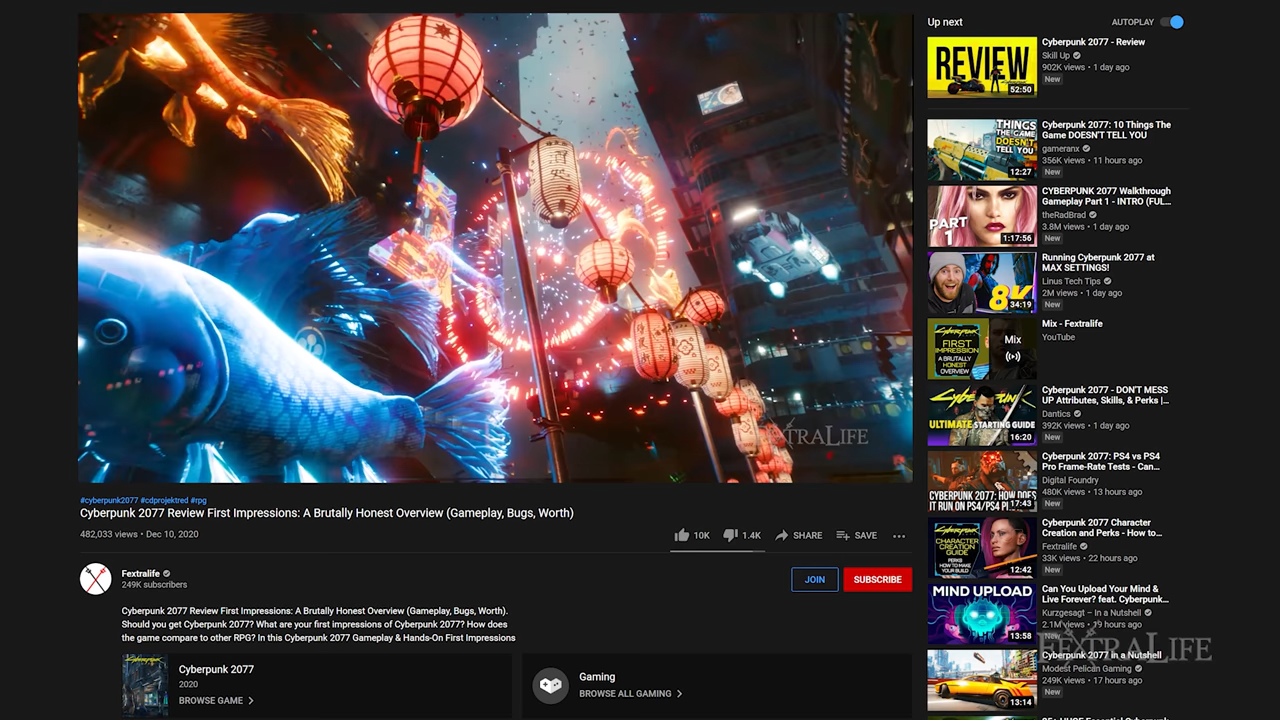 FEXTRALIFE
#cyberpunk2077 #cdprojektred #rpg
Cyberpunk 2077 Review First Impressions: A Brutally Honest Overview (Gameplay, Bugs, Worth)
482,033 views • Dec 10, 2020
10K
1.4K
SHARE
SAVE
Fextralife
249K subscribers
JOIN
SUBSCRIBE
Cyberpunk 2077 Review First Impressions: A Brutally Honest Overview (Gameplay, Bugs, Worth).
Should you get Cyberpunk 2077? What are your first impressions of Cyberpunk 2077? How does
the game compare to other RPG? In this Cyberpunk 2077 Gameplay & Hands-On First Impressions
Cyberpunk 2077
2020
BROWSE GAME
Gaming
BROWSE ALL GAMING
Up next
AUTOPLAY
REVIEW
52:50
Cyberpunk 2077 - Review
Skill Up
902K views • 1 day ago
New
THINGS
THE GAME
DOESN'T
TELL YOU
12:27
Cyberpunk 2077: 10 Things The
Game DOESN'T TELL YOU
gameranx
356K views • 11 hours ago
New
PART
1
1:17:56
CYBERPUNK 2077 Walkthrough
Gameplay Part 1 - INTRO (FUL...
theRadBrad
3.8M views • 1 day ago
New
8K
34:19
Running Cyberpunk 2077 at
MAX SETTINGS!
Linus Tech Tips
2M views • 1 day ago
New
Cyberpunk
FIRST
IMPRESSION
A BRUTALLY
HONEST
OVERVIEW
Mix
Mix - Fextralife
YouTube
Cyberpunk
ULTIMATE STARTING GUIDE
16:20
Cyberpunk 2077 - DON'T MESS
UP Attributes, Skills, & Perks |...
Dantics
392K views • 1 day ago
New
CYBERPUNK 2077: HOW DOES
IT RUN ON PS4/PS4 P
17:43
Cyberpunk 2077: PS4 vs PS4
Pro Frame-Rate Tests - Can...
Digital Foundry
480K views • 13 hours ago
New
Cyberpunk
CHARACTER
CREATION
GUIDE
PERKS
HOW TO MAKE
YOUR BUILD
12:42
Cyberpunk 2077 Character
Creation and Perks - How to...
Fextralife
33K views • 22 hours ago
New
MIND UPLOAD
13:58
Can You Upload Your Mind &
Live Forever? feat. Cyberpunk...
Kurzgesagt – In a Nutshell
2.1M views • 19 hours ago
New
FEXTRALIFE
13:14
Cyberpunk 2077 in a Nutshell
Modest Pelican Gaming
249K views • 17 hours ago
New